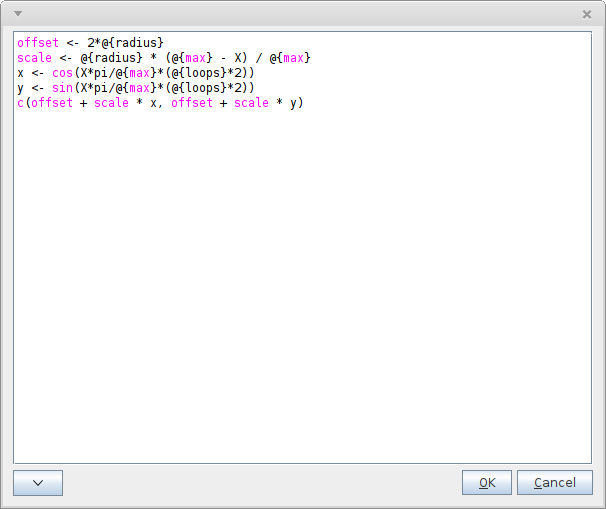 offset <- 2*@{radius}
scale <- @{radius} * (@{max} - X) / @{max}
x <- cos(X*pi/@{max}*(@{loops}*2))
y <- sin(X*pi/@{max}*(@{loops}*2))
c(offset + scale * x, offset + scale * y)
OK Cancel